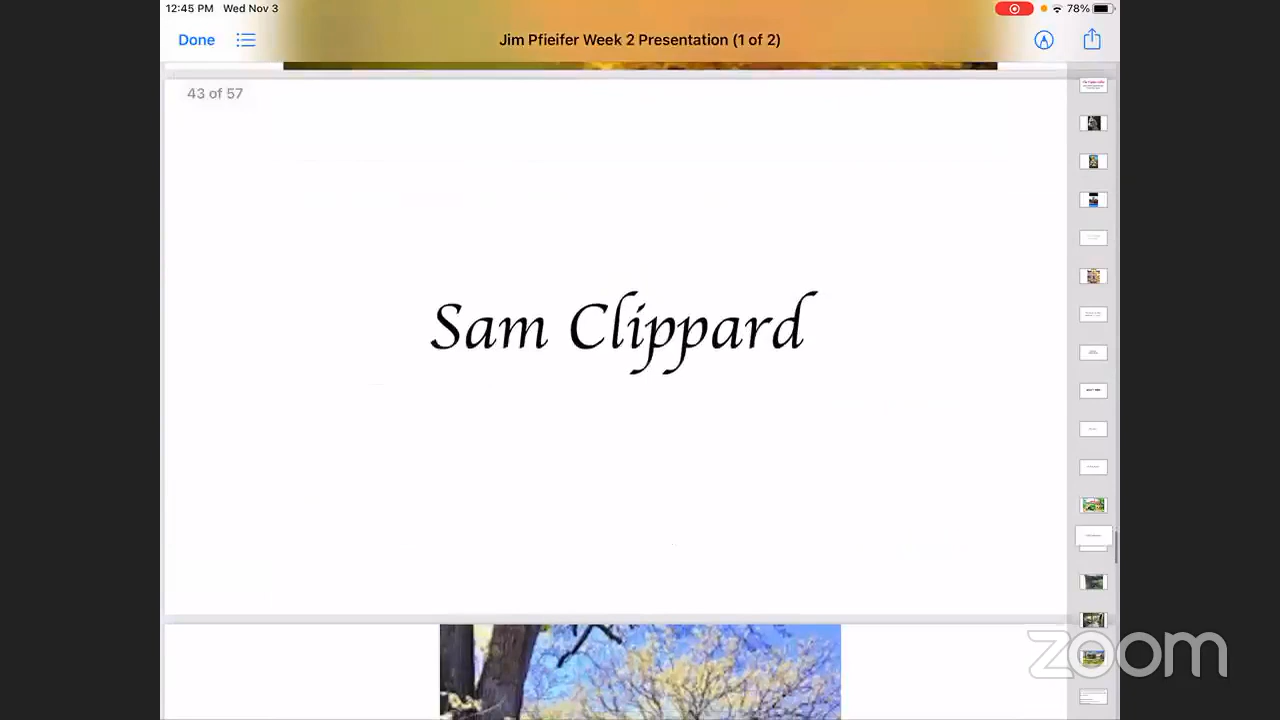 12:45 PM Wed Nov 3
78%
Done
Jim Pfieifer Week 2 Presentation (1 of 2)
43 of 57
Sam Clippard
zoom